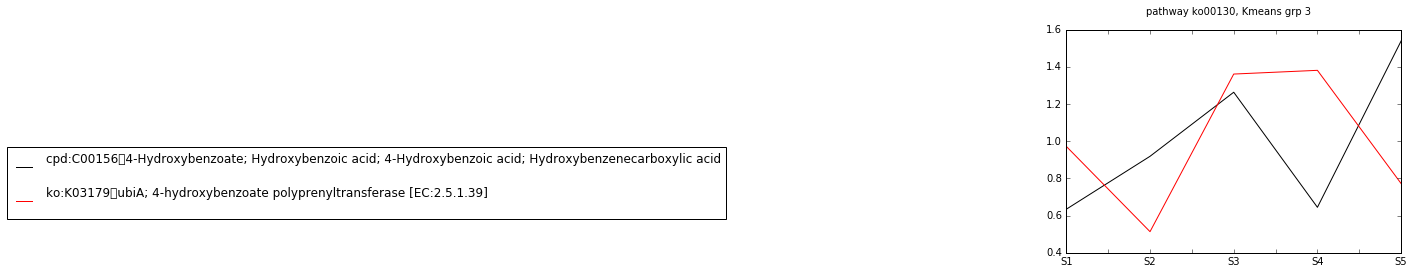 pathway ko00130, Kmeans grp 3
1.6
1.4
1.2
1.0
0.8
0.6
0.4
S1 S2 S3 S4 S5
cpd:C00156▯4-Hydroxybenzoate; Hydroxybenzoic acid; 4-Hydroxybenzoic acid; Hydroxybenzenecarboxylic acid
ko:K03179▯ubiA; 4-hydroxybenzoate polyprenyltransferase [EC:2.5.1.39]